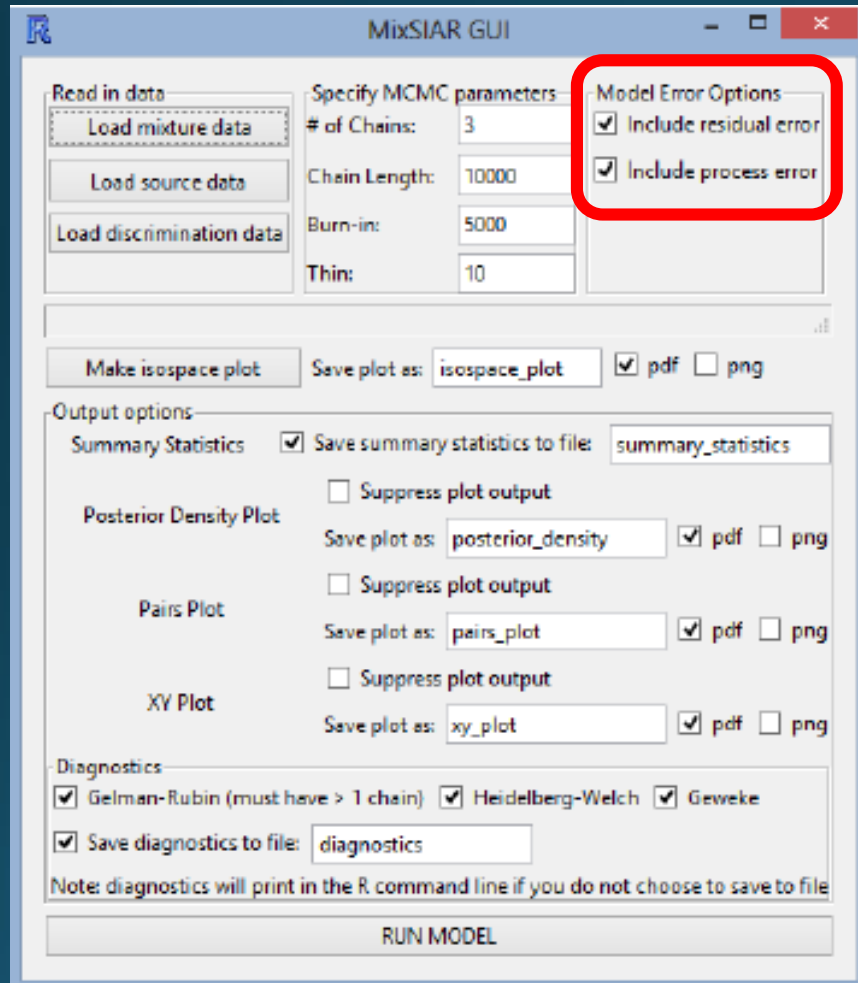 R
MixSIAR GUI
Read in data
Load mixture data
Load source data
Load discrimination data
Specify MCMC parameters
# of Chains: 3
Chain Length: 10000
Burn-in: 5000
Thin: 10
Model Error Options
Include residual error
Include process error
Make isospace plot Save plot as: isospace_plot pdf png
Output options
Summary Statistics Save summary statistics to file: summary_statistics
Posterior Density Plot
Suppress plot output
Save plot as: posterior_density pdf png
Pairs Plot
Suppress plot output
Save plot as: pairs_plot pdf png
XY Plot
Suppress plot output
Save plot as: xy_plot pdf png
Diagnostics
Gelman-Rubin (must have > 1 chain) Heidelberg-Welch Geweke
Save diagnostics to file: diagnostics
Note: diagnostics will print in the R command line if you do not choose to save to file
RUN MODEL